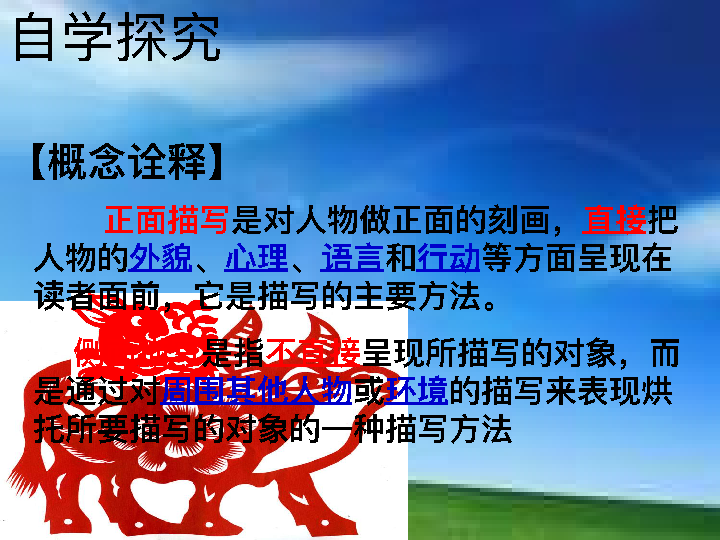 自学探究
【概念诠释】
正面描写是对人物做正面的刻画，直接把
人物的外貌、心理、语言和行动等方面呈现在
读者面前，它是描写的主要方法。
侧面描写是指不直接呈现所描写的对象，而
是通过对周围其他人物或环境的描写来表现烘
托所要描写的对象的一种描写方法